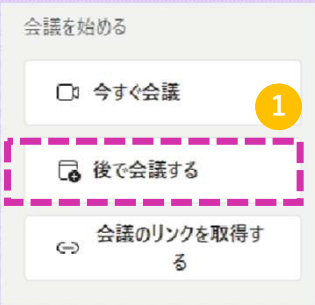 会議を始める
今すぐ会議
1
後で会議する
会議のリンクを取得す
る